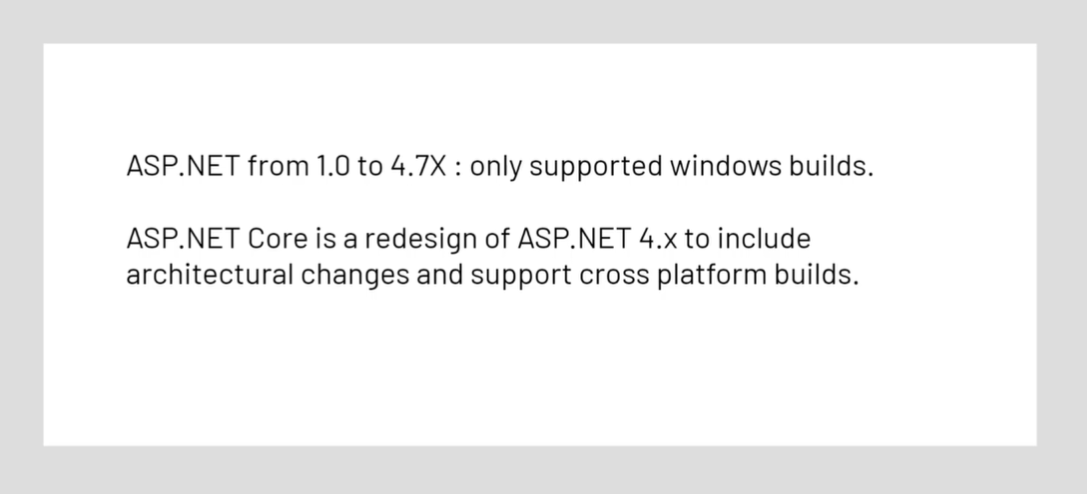 ASP.NET from 1.0 to 4.7X : only supported windows builds.
ASP.NET Core is a redesign of ASP.NET 4.x to include
architectural changes and support cross platform builds.